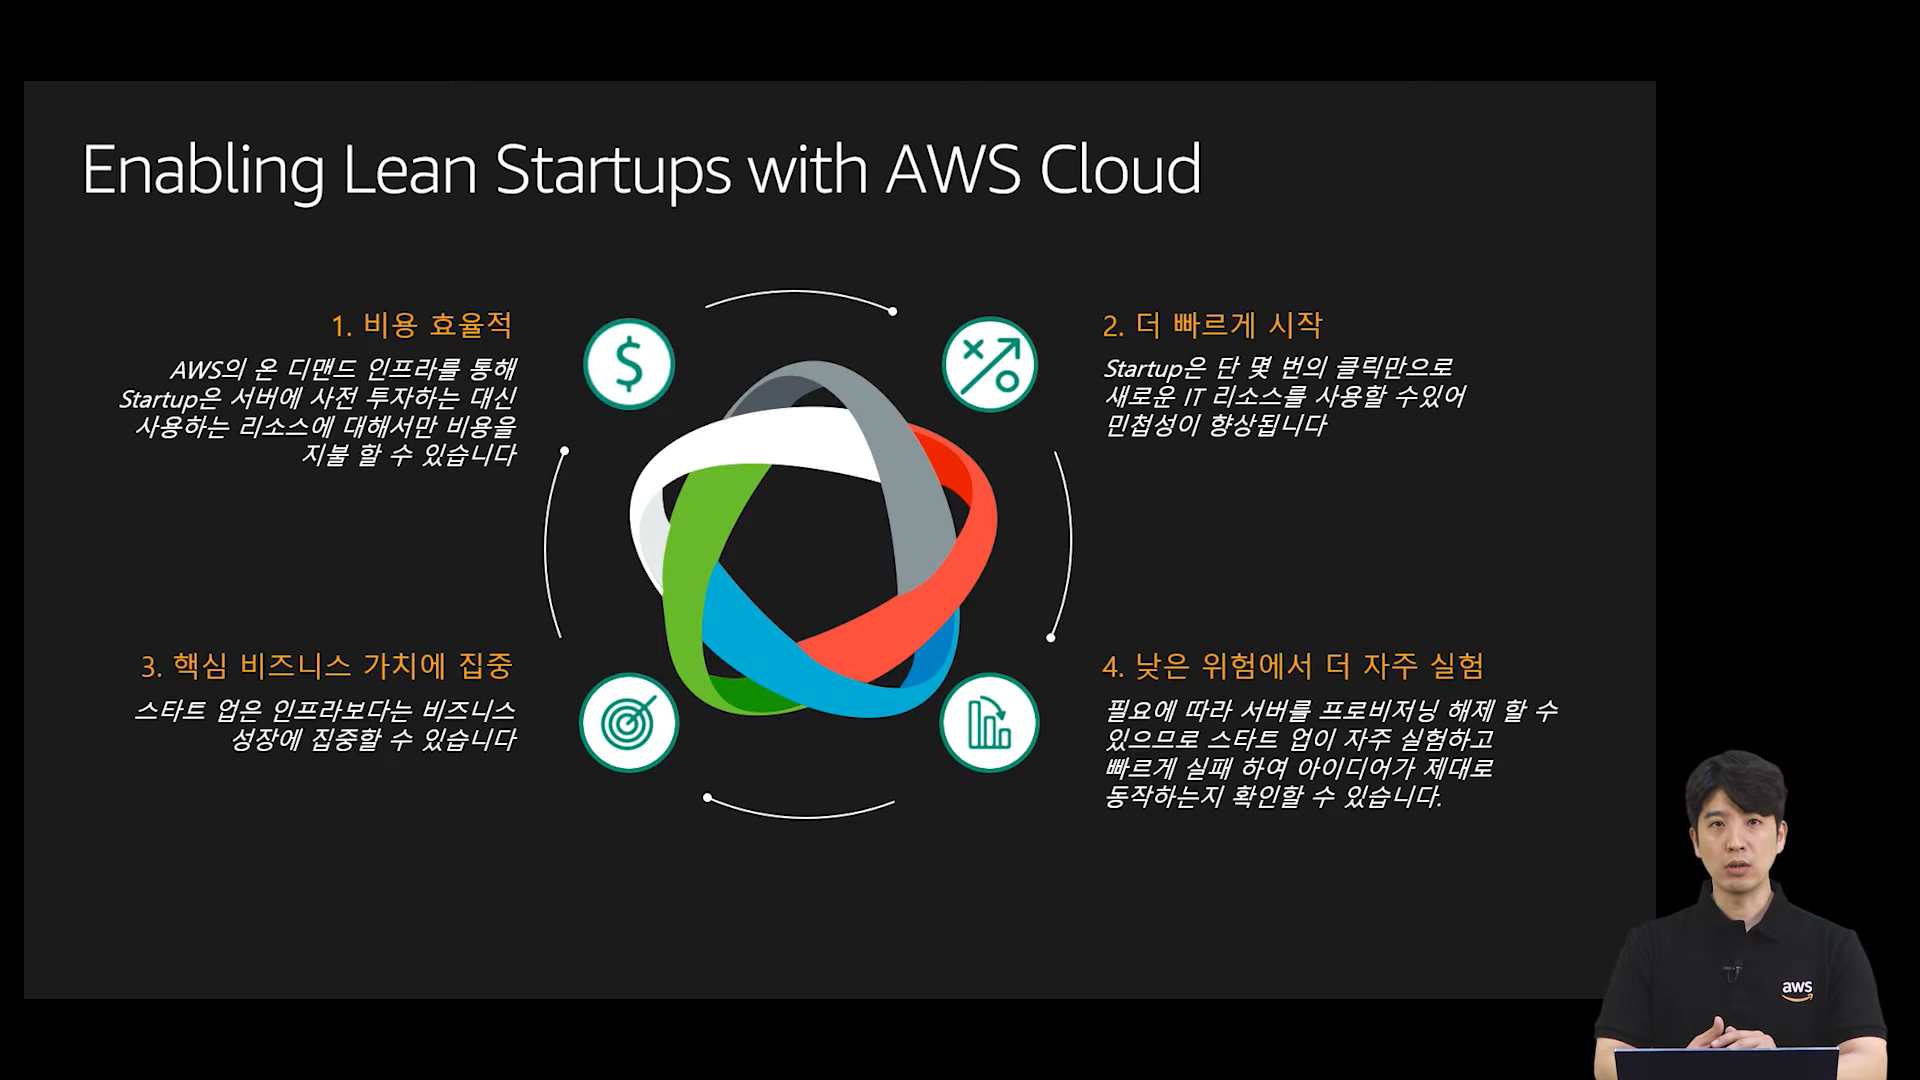 Enabling Lean Startups with AWS Cloud
1. 비용 효율적
AWS의 온 디맨드 인프라를 통해
Startup은 서버에 사전 투자하는 대신
사용하는 리소스에 대해서만 비용을
지불 할 수 있습니다
2. 더 빠르게 시작
Startup은 단 몇 번의 클릭만으로
새로운 IT 리소스를 사용할 수있어
민첩성이 향상됩니다
3. 핵심 비즈니스 가치에 집중
스타트 업은 인프라보다는 비즈니스
성장에 집중할 수 있습니다
4. 낮은 위험에서 더 자주 실험
필요에 따라 서버를 프로비저닝 해제 할 수
있으므로 스타트 업이 자주 실험하고
빠르게 실패 하여 아이디어가 제대로
동작하는지 확인할 수 있습니다.
aws